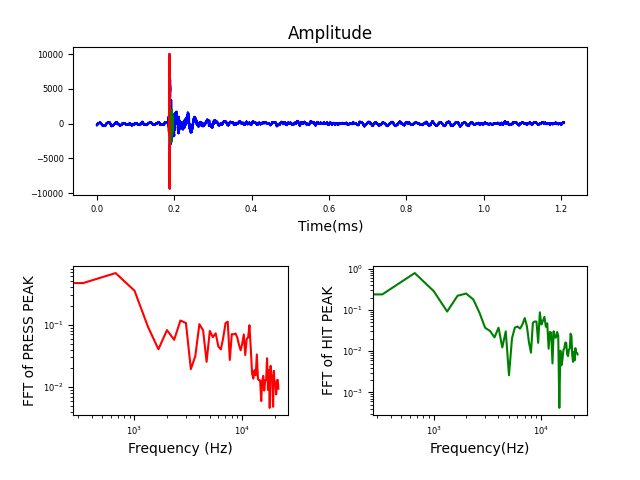 Amplitude
10000
5000
0
−5000
−10000
0.0 0.2 0.4 0.6 0.8 1.0 1.2
Time(ms)
FFT of PRESS PEAK
10⁻¹
10⁻²
10³ 10⁴
Frequency (Hz)
FFT of HIT PEAK
10⁰
10⁻¹
10⁻²
10⁻³
10³ 10⁴
Frequency(Hz)